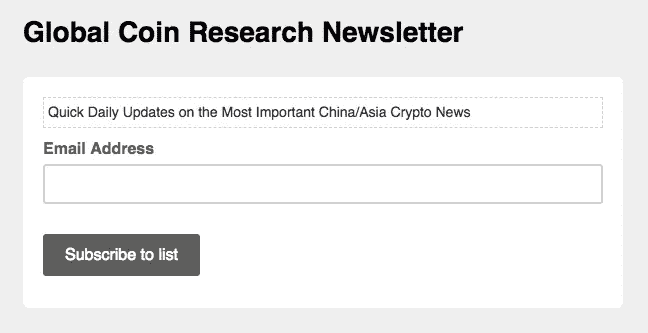 Global Coin Research Newsletter
Quick Daily Updates on the Most Important China/Asia Crypto News
Email Address
Subscribe to list